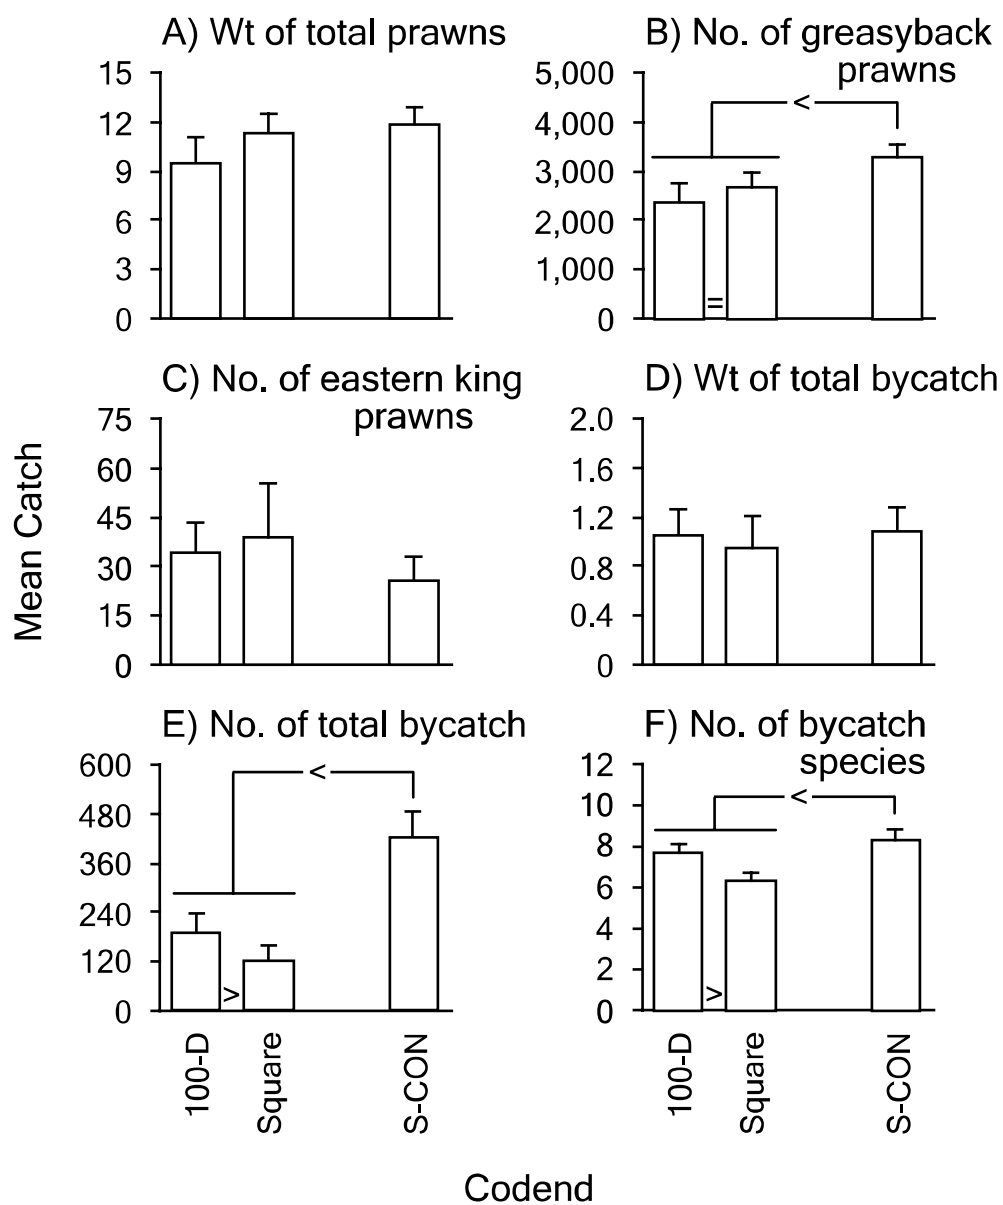 A) Wt of total prawns
15
12
9
6
3
0
B) No. of greasyback
prawns
5,000
4,000
3,000
2,000
1,000
0
<
=
C) No. of eastern king
prawns
75
60
45
30
15
0
D) Wt of total bycatch
2.0
1.6
1.2
0.8
0.4
0
Mean Catch
E) No. of total bycatch
600
480
360
240
120
0
<
>
100-D
Square
S-CON
F) No. of bycatch
species
12
10
8
6
4
2
0
<
>
100-D
Square
S-CON
Codend